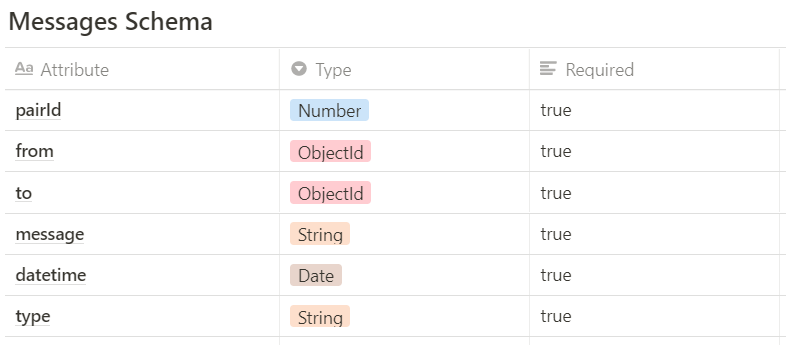 Messages Schema
Aa Attribute Type Required
pairId Number true
from ObjectId true
to ObjectId true
message String true
datetime Date true
type String true